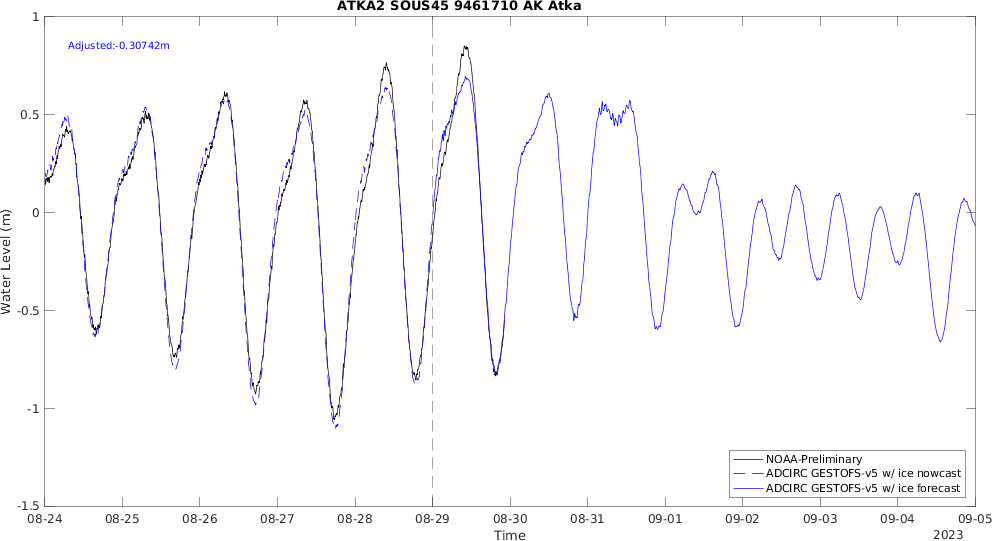 ATKA2 SOUS45 9461710 AK Atka
Adjusted:-0.30742m
1
0.5
0
-0.5
-1
-1.5
Water Level (m)
NOAA-Preliminary
ADCIRC GESTOFS-v5 w/ ice nowcast
ADCIRC GESTOFS-v5 w/ ice forecast
08-24 08-25 08-26 08-27 08-28 08-29 08-30 08-31 09-01 09-02 09-03 09-04 09-05
Time
2023